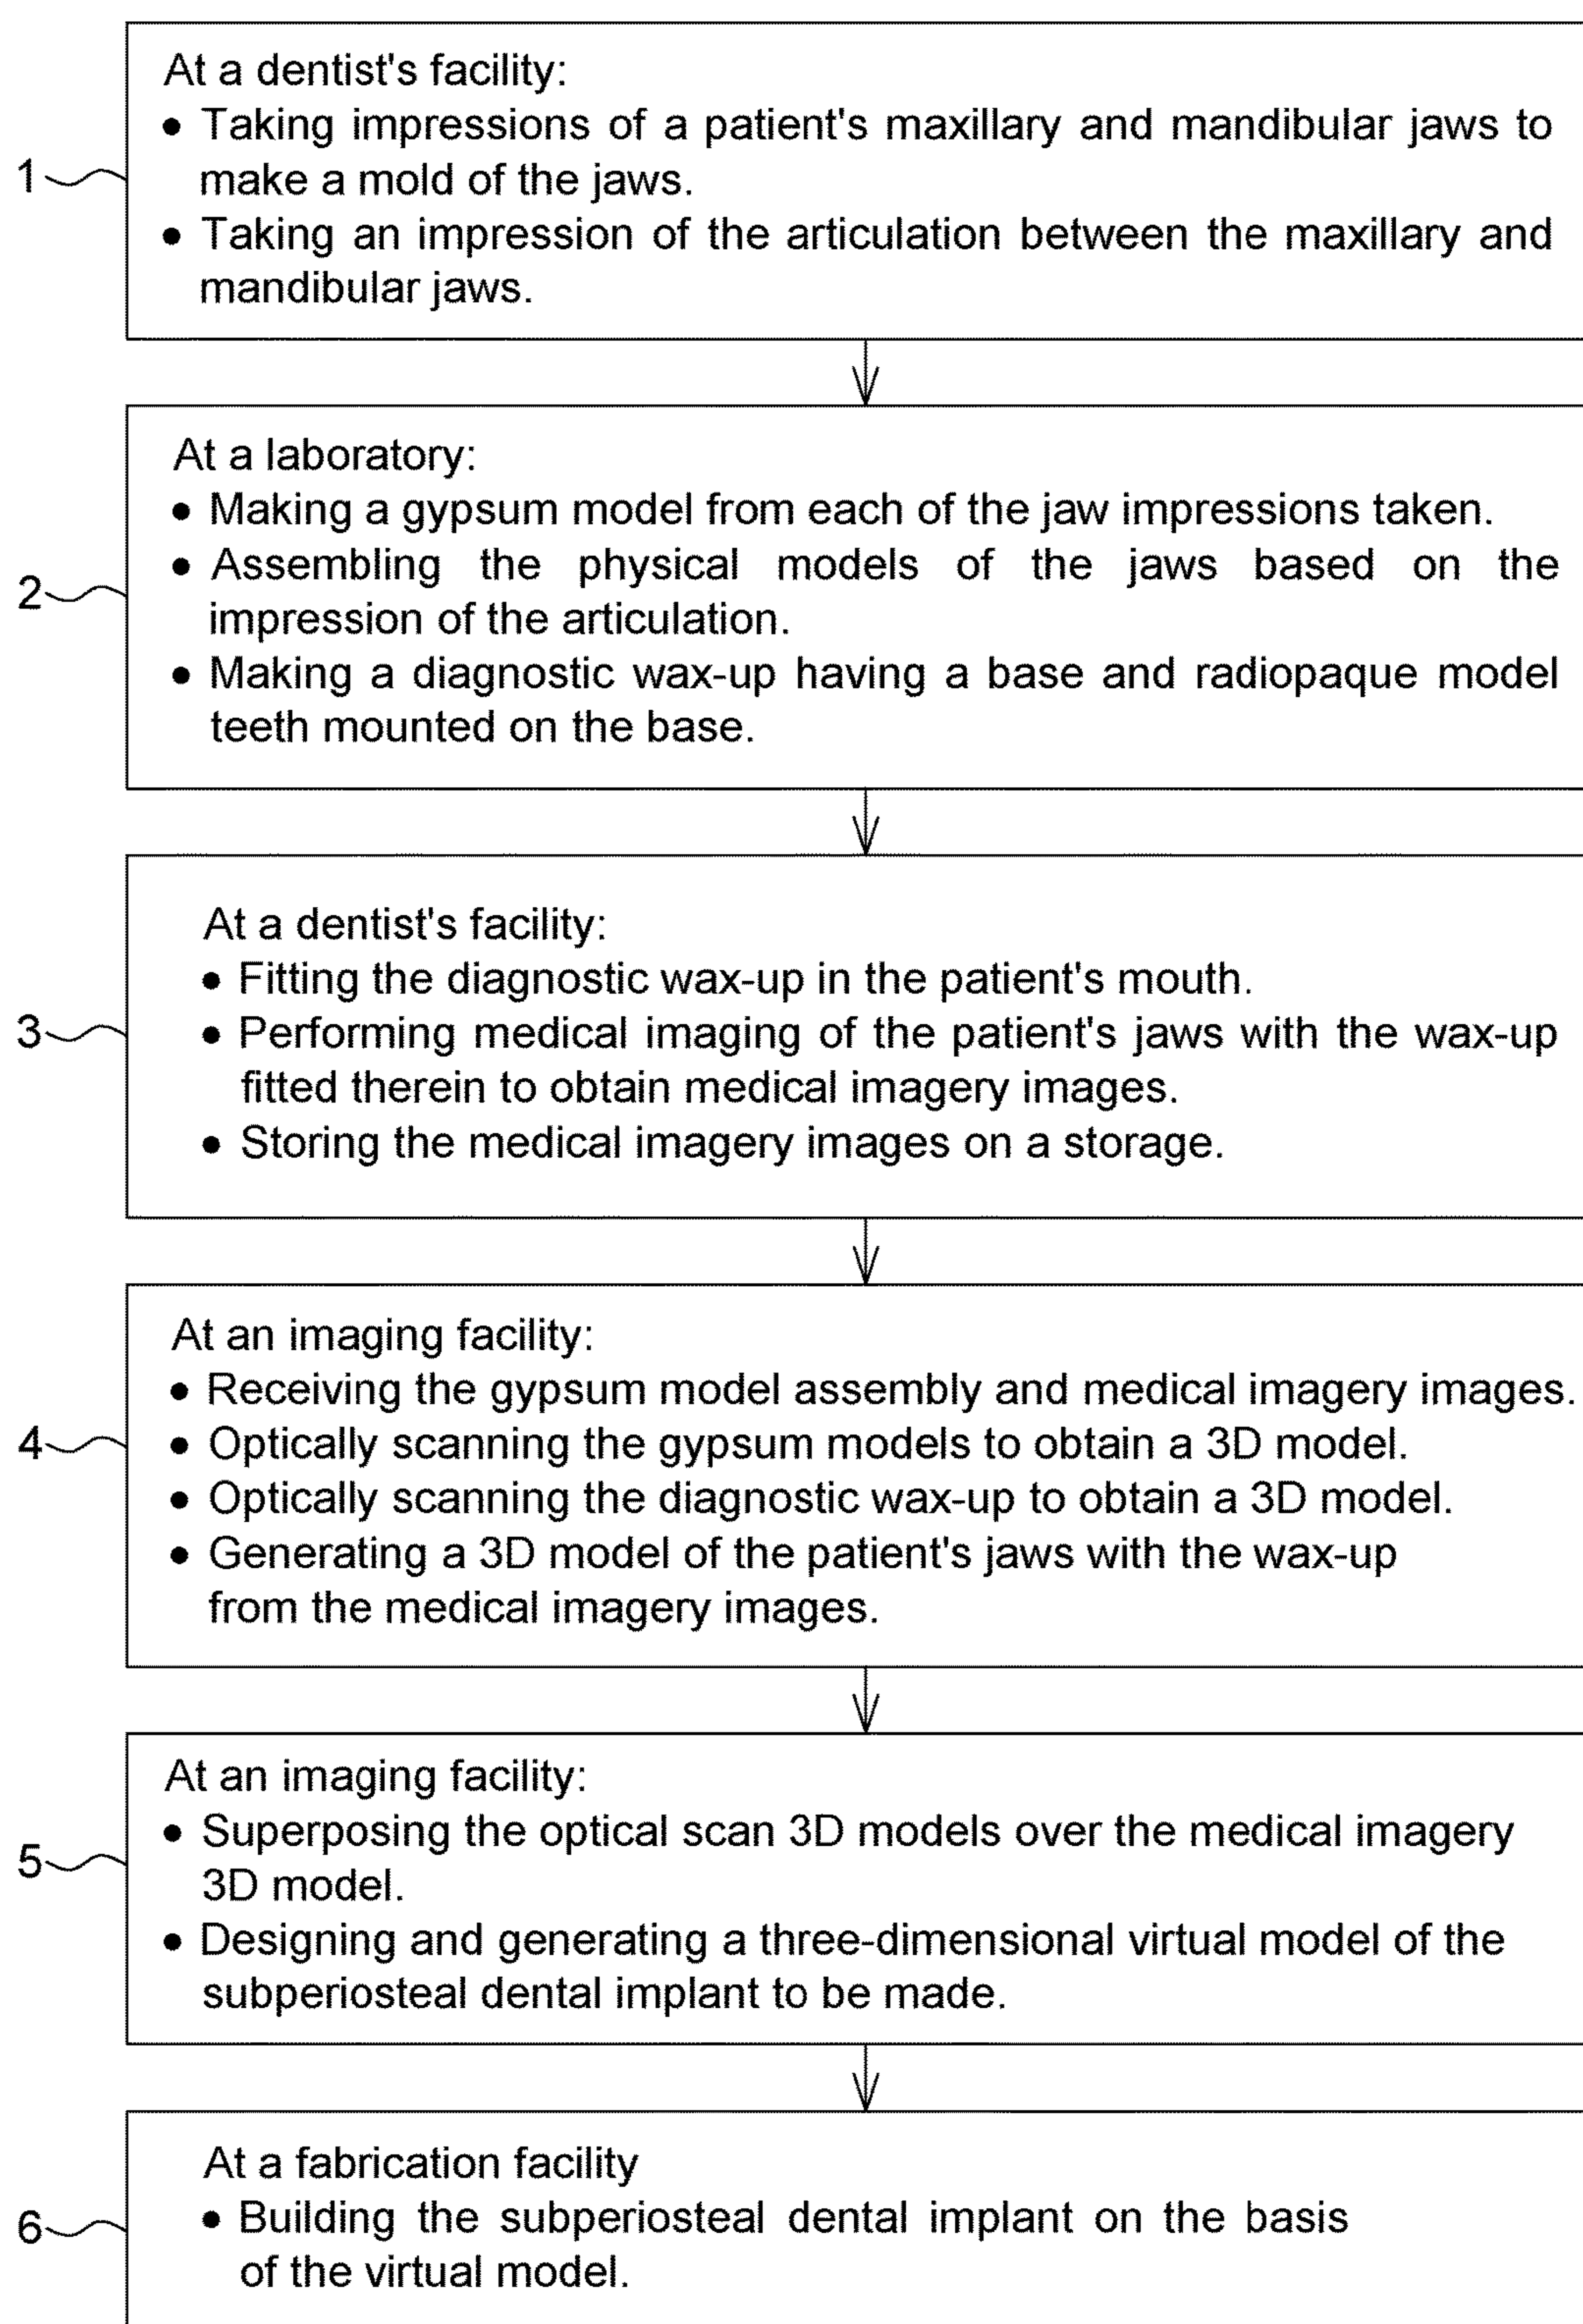 At a dentist's facility:
• Taking impressions of a patient's maxillary and mandibular jaws to
make a mold of the jaws.
1
• Taking an impression of the articulation between the maxillary and
mandibular jaws.
At a laboratory:
• Making a gypsum model from each of the jaw impressions taken.
• Assembling the physical models of the jaws based on the
2
impression of the articulation.
• Making a diagnostic wax-up having a base and radiopaque model
teeth mounted on the base.
At a dentist's facility:
• Fitting the diagnostic wax-up in the patient's mouth.
3
• Performing medical imaging of the patient's jaws with the wax-up
fitted therein to obtain medical imagery images.
• Storing the medical imagery images on a storage.
At an imaging facility:
• Receiving the gypsum model assembly and medical imagery images.
4
• Optically scanning the gypsum models to obtain a 3D model.
• Optically scanning the diagnostic wax-up to obtain a 3D model.
• Generating a 3D model of the patient's jaws with the wax-up
from the medical imagery images.
At an imaging facility:
• Superposing the optical scan 3D models over the medical imagery
5
3D model.
• Designing and generating a three-dimensional virtual model of the
subperiosteal dental implant to be made.
At a fabrication facility
6
• Building the subperiosteal dental implant on the basis
of the virtual model.